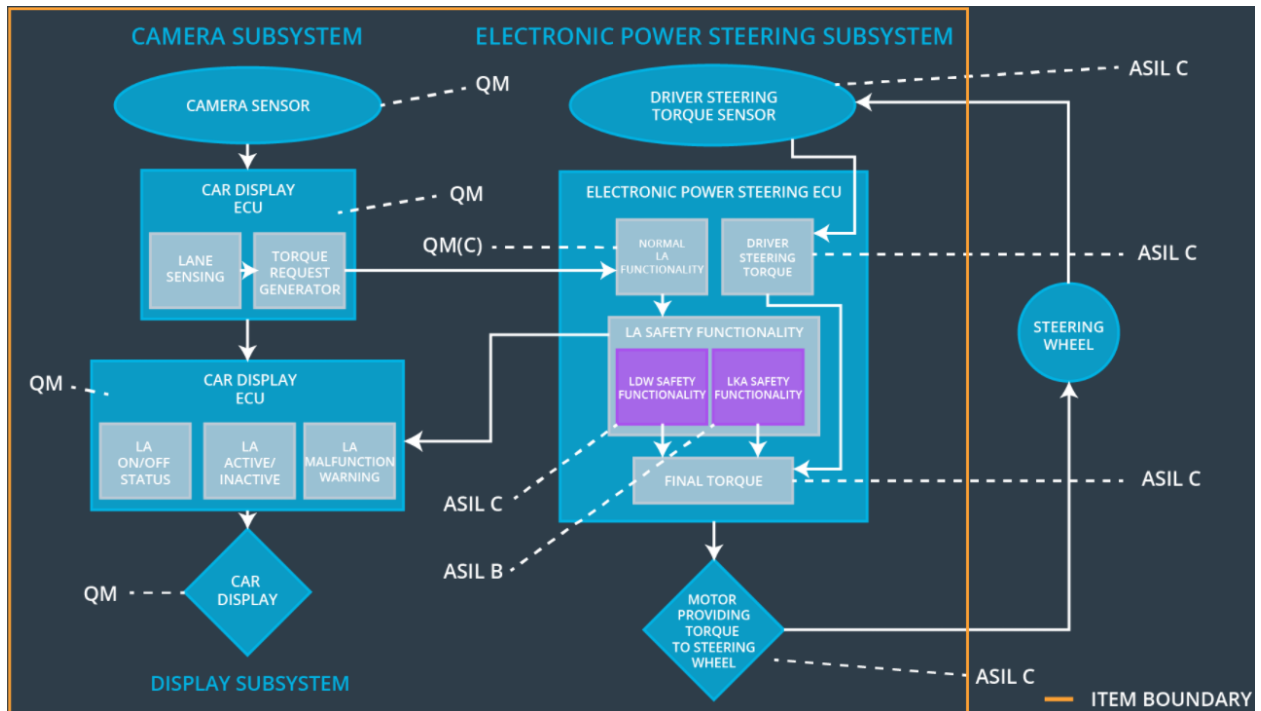 CAMERA SUBSYSTEM
ELECTRONIC POWER STEERING SUBSYSTEM
CAMERA SENSOR
QM
DRIVER STEERING
TORQUE SENSOR
ASIL C
CAR DISPLAY
ECU
QM
LANE
SENSING
TORQUE
REQUEST
GENERATOR
ELECTRONIC POWER STEERING ECU
QM(C)
NORMAL
LA
FUNCTIONALITY
DRIVER
STEERING
TORQUE
ASIL C
LA SAFETY FUNCTIONALITY
LDW SAFETY
FUNCTIONALITY
LKA SAFETY
FUNCTIONALITY
STEERING
WHEEL
QM
CAR DISPLAY
ECU
LA
ON/OFF
STATUS
LA
ACTIVE/
INACTIVE
LA
MALFUNCTION
WARNING
FINAL TORQUE
ASIL C
ASIL C
ASIL B
QM
CAR
DISPLAY
MOTOR
PROVIDING
TORQUE
TO STEERING
WHEEL
ASIL C
DISPLAY SUBSYSTEM
ITEM BOUNDARY